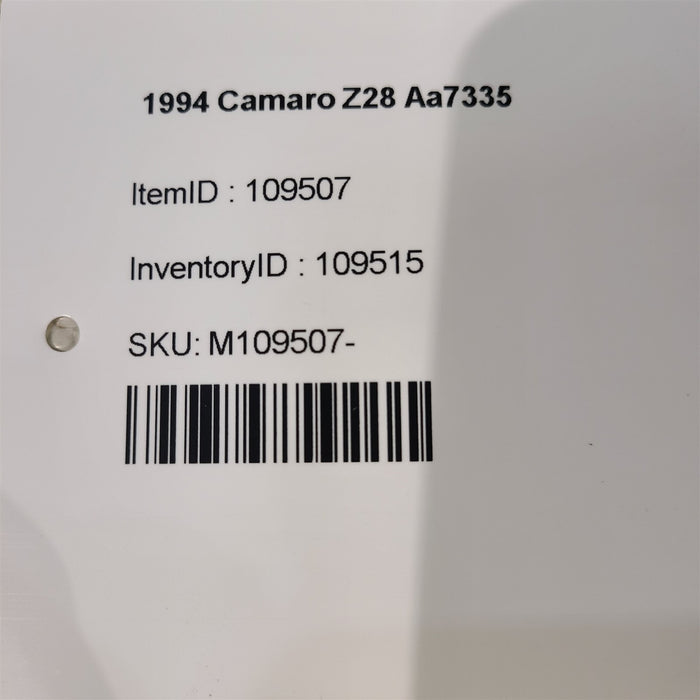 1994 Camaro Z28 Aa7335
ItemID : 109507
InventoryID : 109515
SKU: M109507-